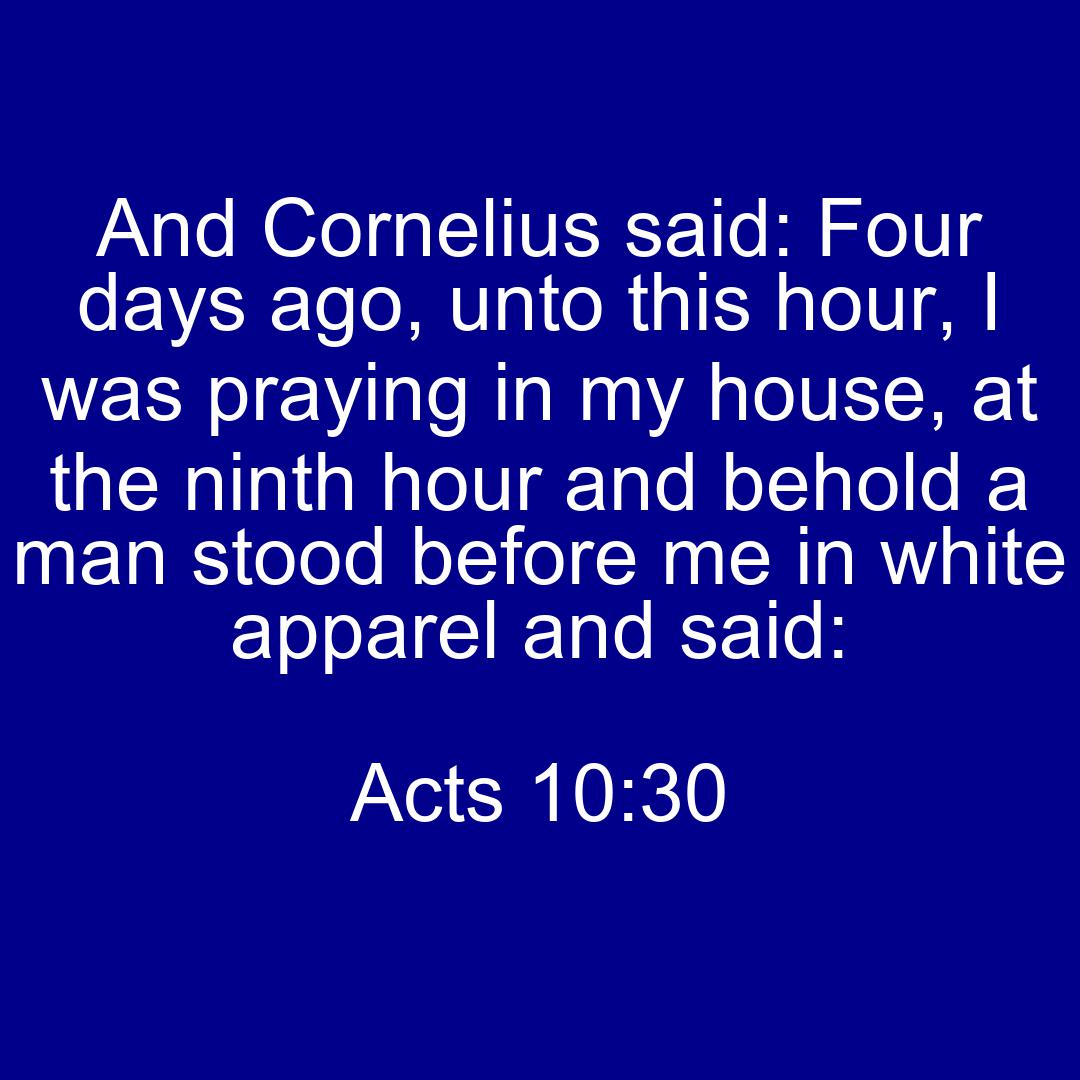 And Cornelius said: Four
days ago, unto this hour, I
was praying in my house, at
the ninth hour and behold a
man stood before me in white
apparel and said:
Acts 10:30